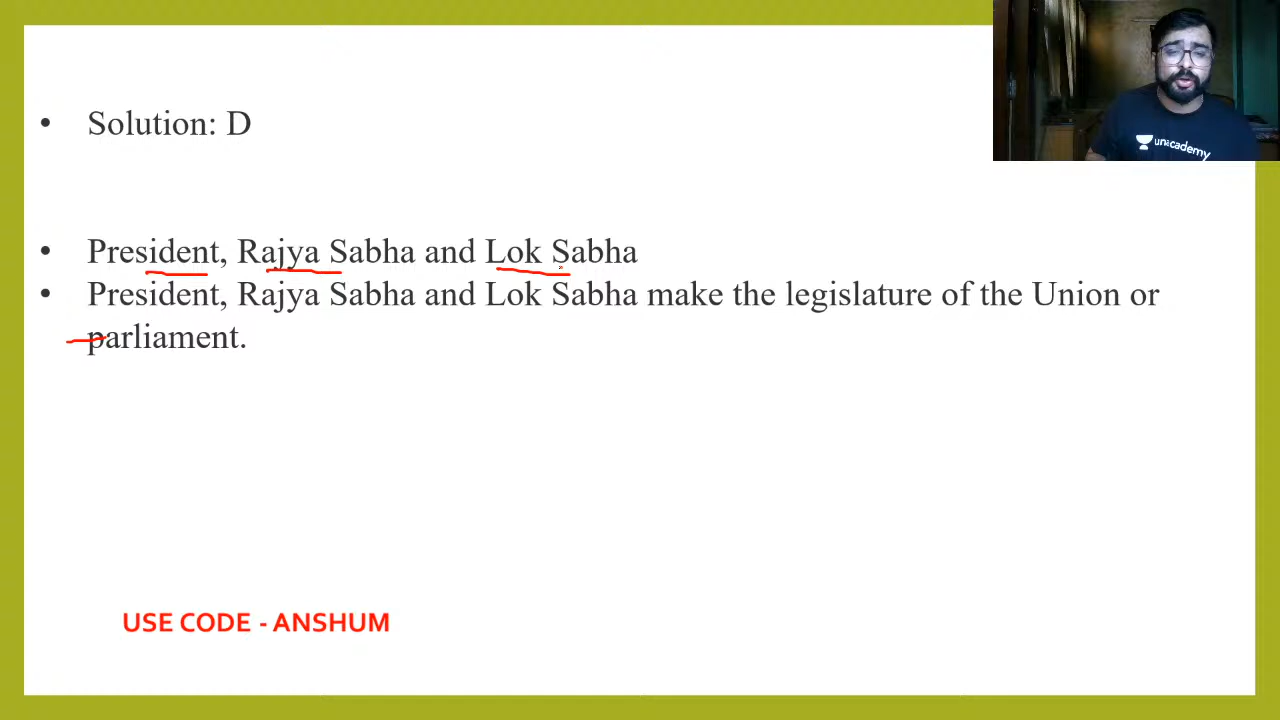 unacademy
• Solution: D
• President, Rajya Sabha and Lok Sabha
• President, Rajya Sabha and Lok Sabha make the legislature of the Union or
parliament.
USE CODE - ANSHUM